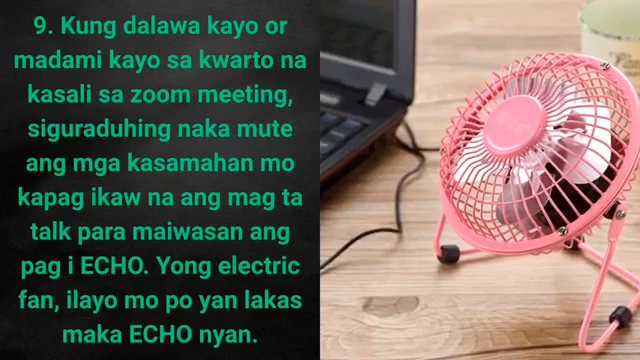 9. Kung dalawa kayo or
madami kayo sa kwarto na
kasali sa zoom meeting,
siguraduhing naka mute
ang mga kasamahan mo
kapag ikaw na ang mag ta
talk para maiwasan ang
pag i ECHO. Yong electric
fan, ilayo mo po yan lakas
maka ECHO nyan.